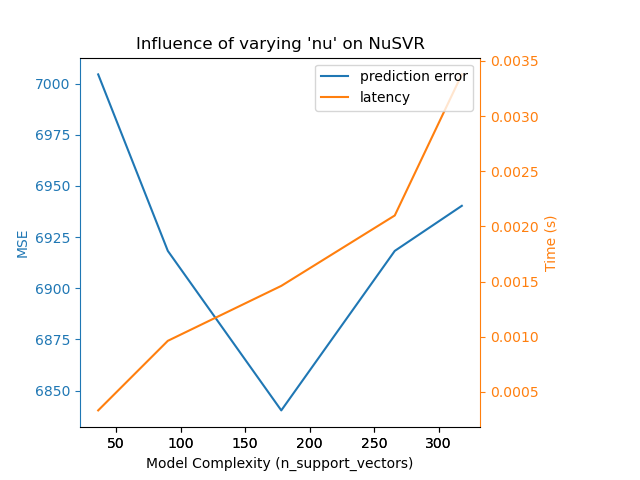 Influence of varying 'nu' on NuSVR
prediction error
latency
7000
6975
6950
6925
6900
6875
6850
MSE
0.0035
0.0030
0.0025
0.0020
0.0015
0.0010
0.0005
Time (s)
50 100 150 200 250 300
Model Complexity (n_support_vectors)